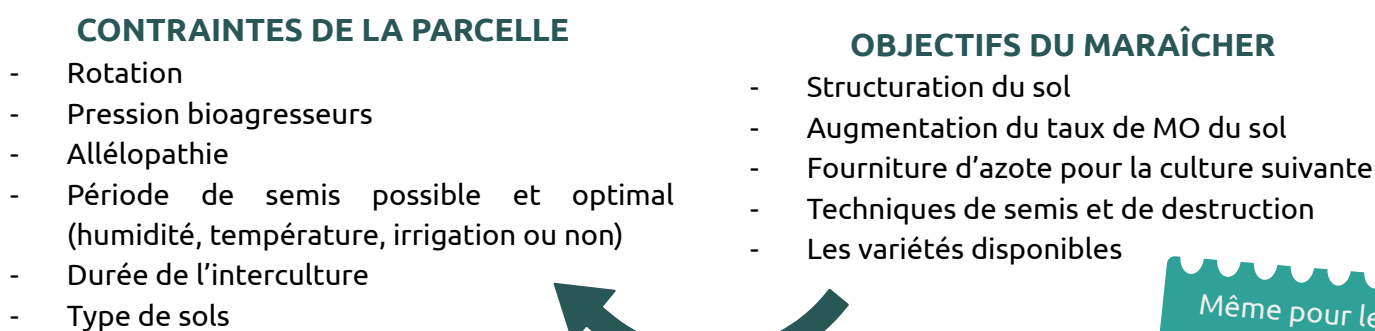 CONTRAINTES DE LA PARCELLE
- Rotation
- Pression bioagresseurs
- Allélopathie
- Période de semis possible et optimal
(humidité, température, irrigation ou non)
- Durée de l’interculture
- Type de sols
OBJECTIFS DU MARAÎCHER
- Structuration du sol
- Augmentation du taux de MO du sol
- Fourniture d’azote pour la culture suivante
- Techniques de semis et de destruction
- Les variétés disponibles
Même pour le